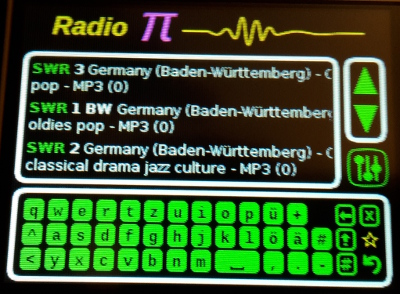 Radio π
SWR 3 Germany (Baden-Württemberg) - 
pop - MP3 (0)
SWR 1 BW Germany (Baden-Württember
oldies pop - MP3 (0)
SWR 2 Germany (Baden-Württemberg) - 
classical drama jazz culture - MP3 (0)
q w e r t z u i o p ü +
^ a s d f g h j k l ö ä #
< y x c v b n m , . -